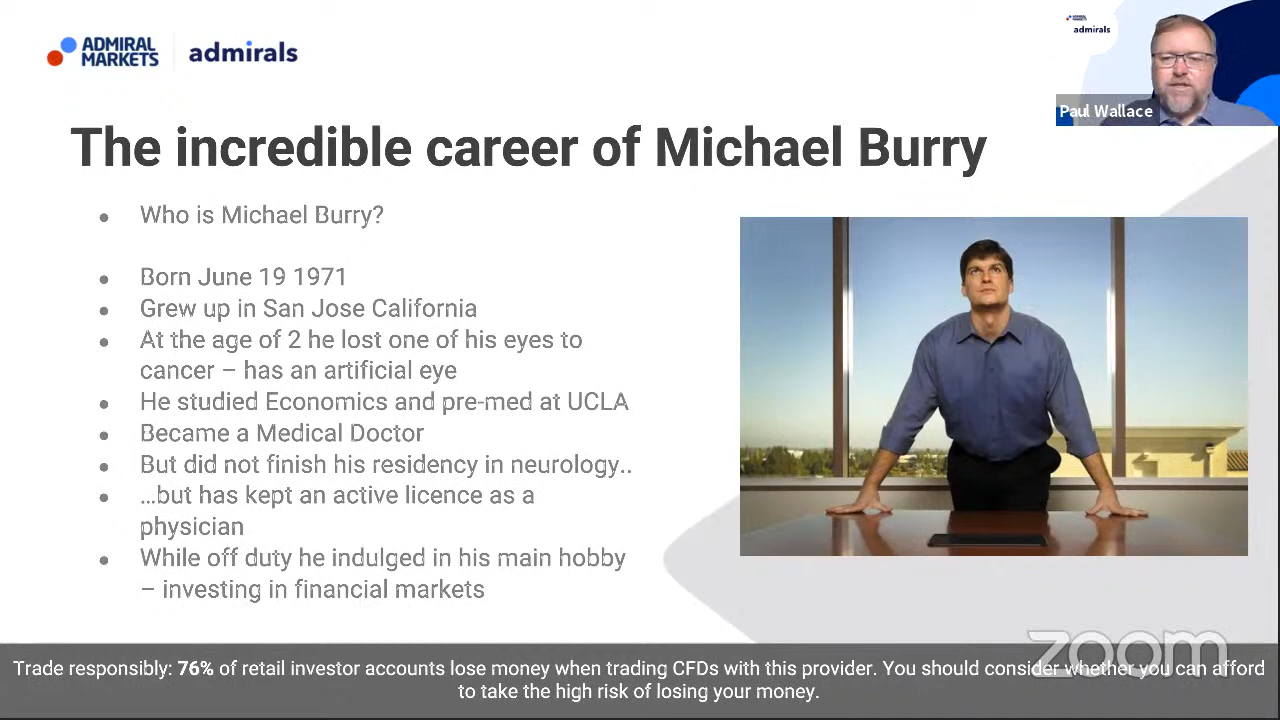 ADMIRAL
MARKETS
admirals
admirals
Paul Wallace
The incredible career of Michael Burry
• Who is Michael Burry?
• Born June 19 1971
• Grew up in San Jose California
• At the age of 2 he lost one of his eyes to
cancer – has an artificial eye
• He studied Economics and pre-med at UCLA
• Became a Medical Doctor
• But did not finish his residency in neurology..
• …but has kept an active licence as a
physician
• While off duty he indulged in his main hobby
– investing in financial markets
zoom
Trade responsibly: 76% of retail investor accounts lose money when trading CFDs with this provider. You should consider whether you can afford
to take the high risk of losing your money.